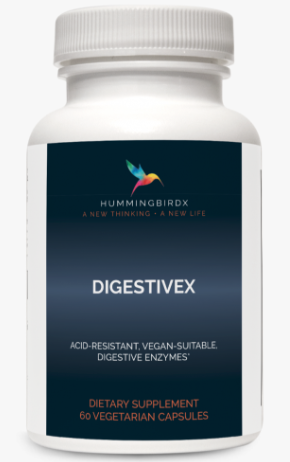 HUMMINGBIRDX
A NEW THINKING • A NEW LIFE
DIGESTIVEX
ACID-RESISTANT, VEGAN-SUITABLE,
DIGESTIVE ENZYMES*
DIETARY SUPPLEMENT
60 VEGETARIAN CAPSULES